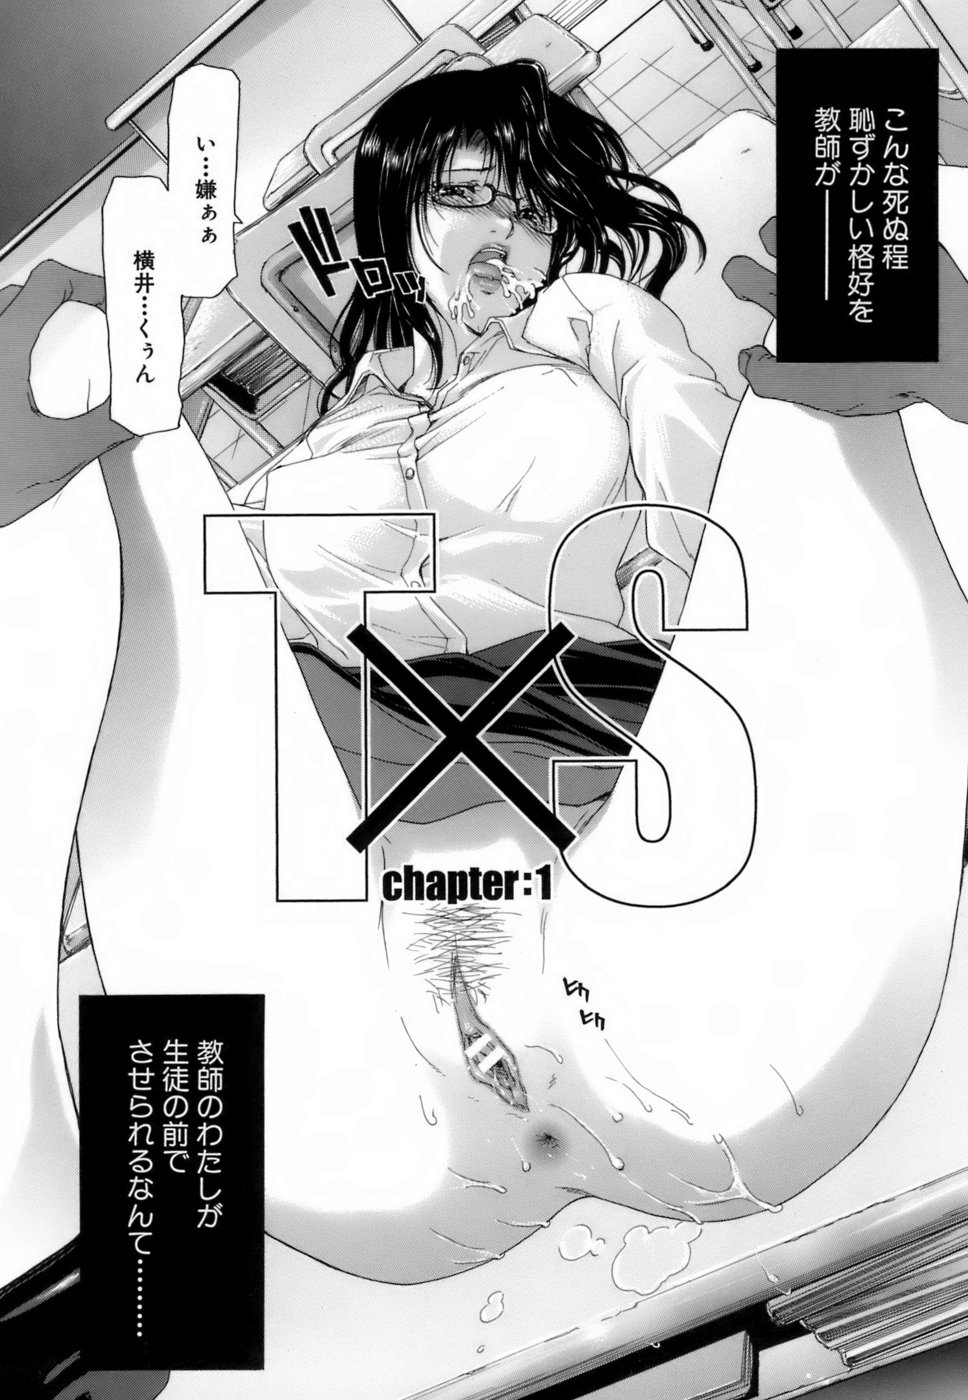 こんな死ぬ程
恥ずかしい格好を
教師が――――
い…嫌ぁぁ
横井…くぅん
ドロロッ
T×S
chapter:1
ヒク
ヒク
教師のわたしが
生徒の前で
させられるなんて………